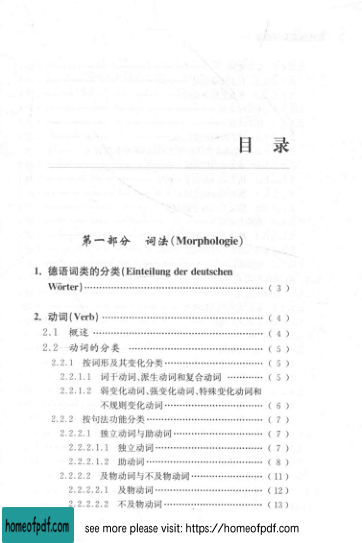 目 录
第一部分 词法(Morphologie)
1. 德语词类的分类(Einteilung der deutschen
Wörter)……………………………………………(3)
2. 动词(Verb)………………………………………(4)
2.1 概述 ……………………………………………(4)
2.2 动词的分类 ……………………………………(5)
2.2.1 按词形及其变化分类…………………………(5)
2.2.1.1 词干动词、派生动词和复合动词 …………(5)
2.2.1.2 弱变化动词、强变化动词、特殊变化动词和
不规则变化动词……………………………(6)
2.2.2 按句法功能分类………………………………(7)
2.2.2.1 独立动词与助动词…………………………(7)
2.2.2.1.1 独立动词…………………………………(7)
2.2.2.1.2 助动词……………………………………(8)
2.2.2.2 及物动词与不及物动词……………………(11)
2.2.2.2.1 及物动词…………………………………(12)
2.2.2.2.2 不及物动词………………………………(13)
homeofpdf.com see more please visit: https://homeofpdf.com